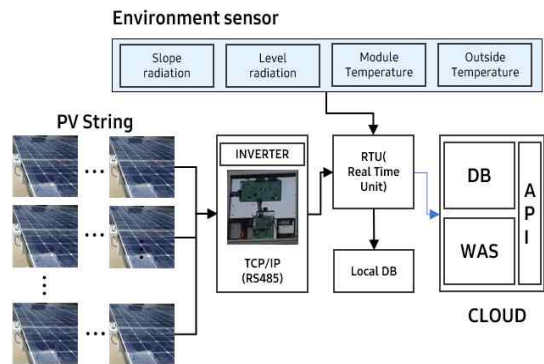 Environment sensor
Slope
radiation
Level
radiation
Module
Temperature
Outside
Temperature
PV String
INVERTER
TCP/IP
(RS485)
RTU(
Real Time
Unit)
Local DB
DB
WAS
API
CLOUD